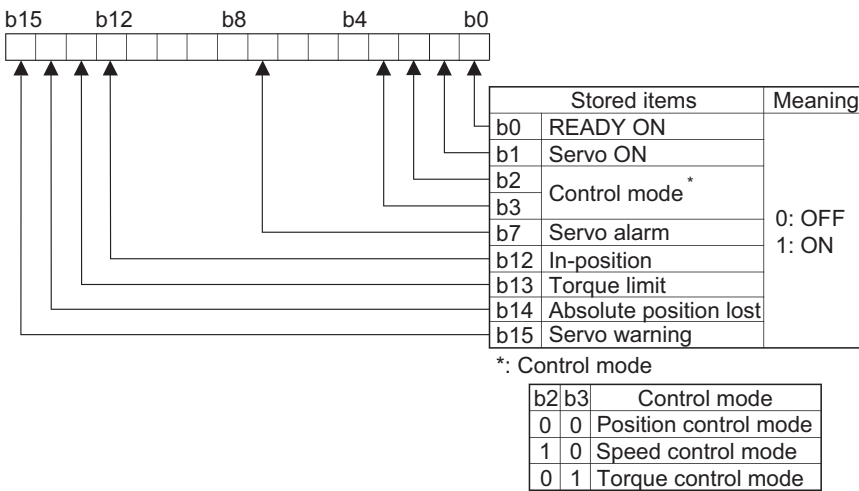 b15 b12 b8 b4 b0
Stored items Meaning
b0 READY ON
b1 Servo ON
b2
Control mode *
b3
b7 Servo alarm
b12 In-position
b13 Torque limit
b14 Absolute position lost
b15 Servo warning
0: OFF
1: ON
*: Control mode
b2 b3 Control mode
0 0 Position control mode
1 0 Speed control mode
0 1 Torque control mode